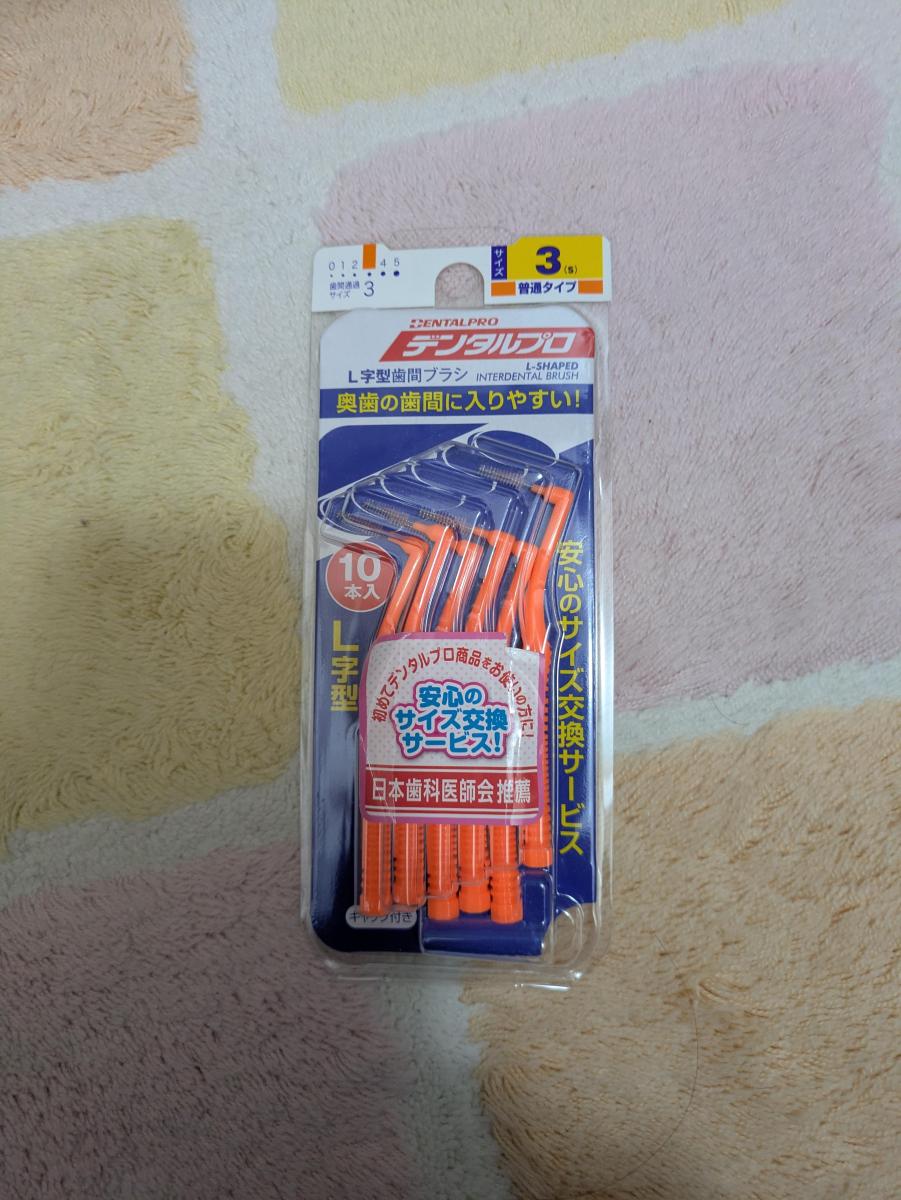 0 1 2 4 5
歯間通過
サイズ 3
サイズ
3(S)
普通タイプ
DENTALPRO
デンタルプロ
L字型歯間ブラシ
L-SHAPED
INTERDENTAL BRUSH
奥歯の歯間に入りやすい!
10
本入
L字型
安心のサイズ交換サービス
初めてデンタルプロ商品をお使いの方に!
安心の
サイズ交換
サービス!
日本歯科医師会推薦
キャップ付き